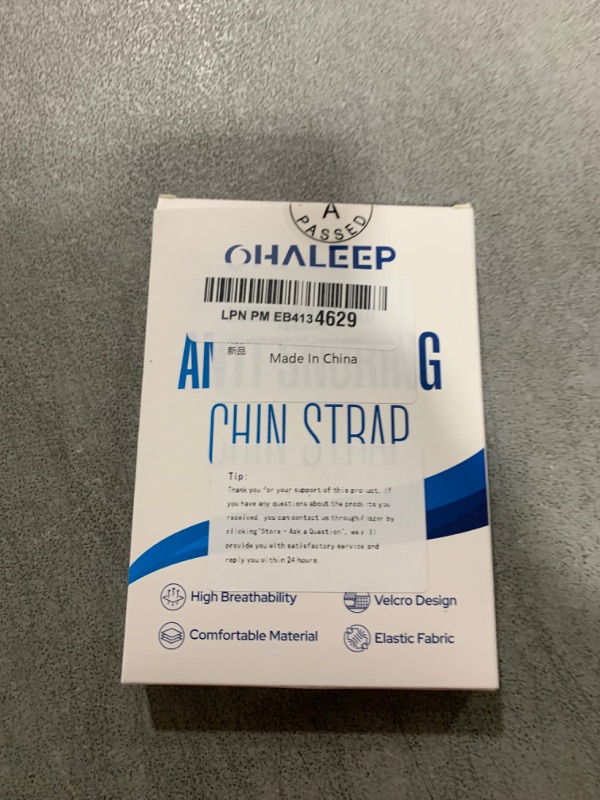 A
PASSED
OHALEEP
LPN PM EB4134629
新品
Made In China
ANTI SNORING
CHIN STRAP
Tip:
Thank you for your support of this product. If
you have any questions about the products you
received, you can contact us through
clicking"Store - Ask a Question", we will
provide you with satisfactory service and
reply you within 24 hours.
High Breathability
Velcro Design
Comfortable Material
Elastic Fabric